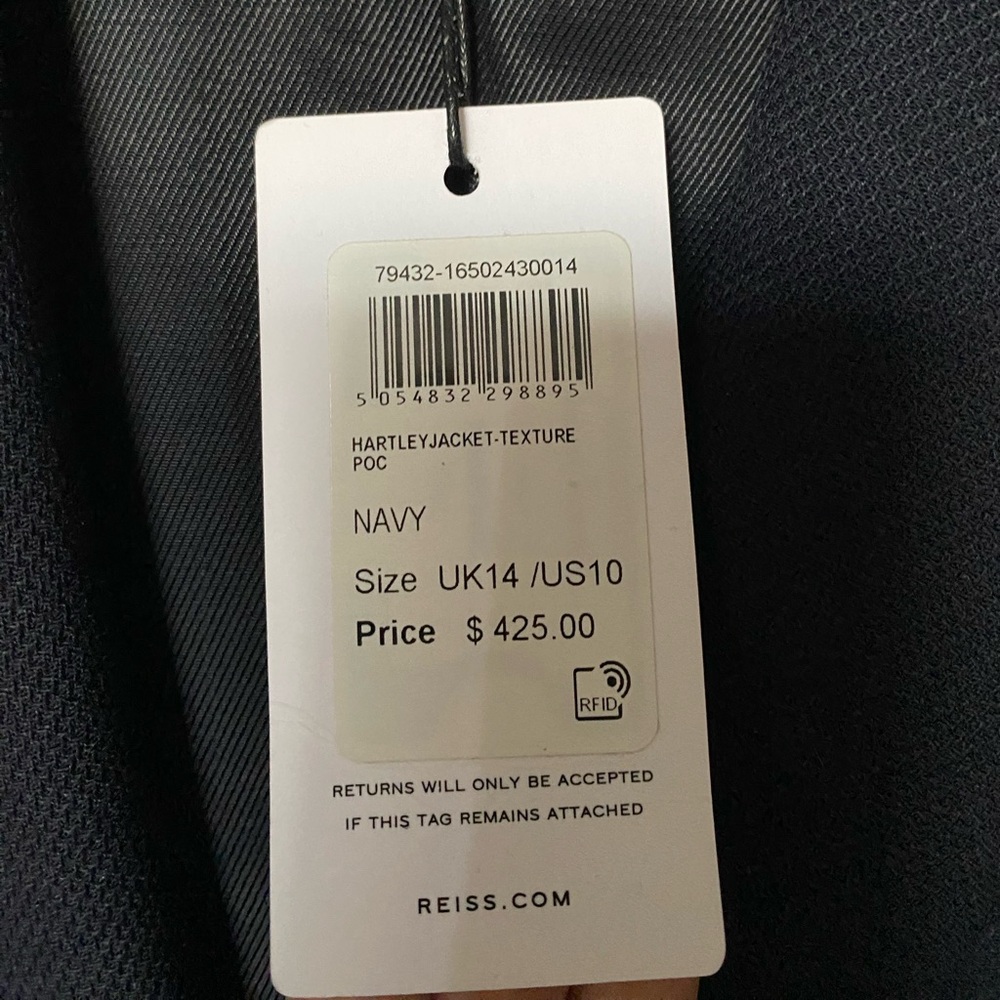 79432-16502430014
5 054832 298895
HARTLEYJACKET-TEXTURE
POC
NAVY
Size UK14 /US10
Price $ 425.00
RFID
RETURNS WILL ONLY BE ACCEPTED
IF THIS TAG REMAINS ATTACHED
REISS.COM